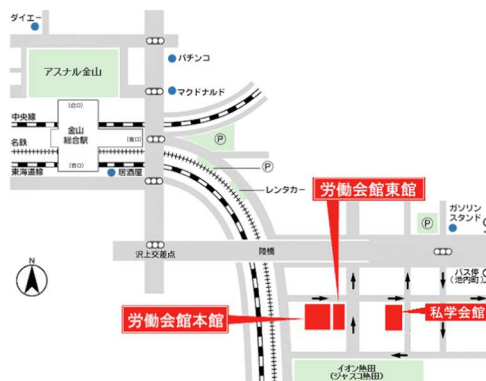 ダイエー
パチンコ
アスナル金山
マクドナルド
[北口]
中央線
金山
総合駅
[東口]
名鉄
P
東海道線
[南口]
居酒屋
P
レンタカー
労働会館東館
ガソリン
スタンド
P
沢上交差点
陸橋
バス停
(池内町)
N
労働会館本館
私学会館
イオン熱田
(ジャスコ熱田)